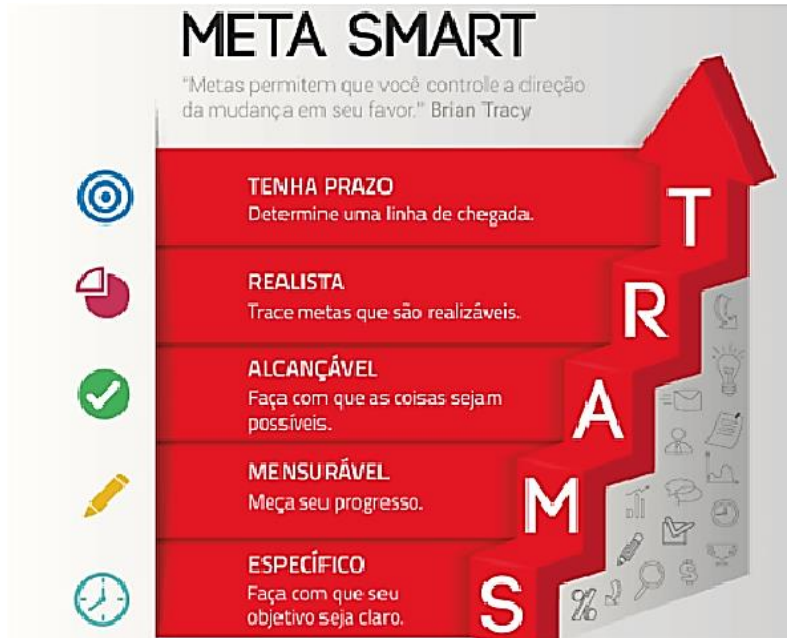 META SMART
"Metas permitem que você controle a direção
da mudança em seu favor." Brian Tracy
TENHA PRAZO
Determine uma linha de chegada.
T
REALISTA
Trace metas que são realizáveis.
R
ALCANÇÁVEL
Faça com que as coisas sejam
possíveis.
A
MENSURÁVEL
Meça seu progresso.
M
ESPECÍFICO
Faça com que seu
objetivo seja claro.
S
%
$